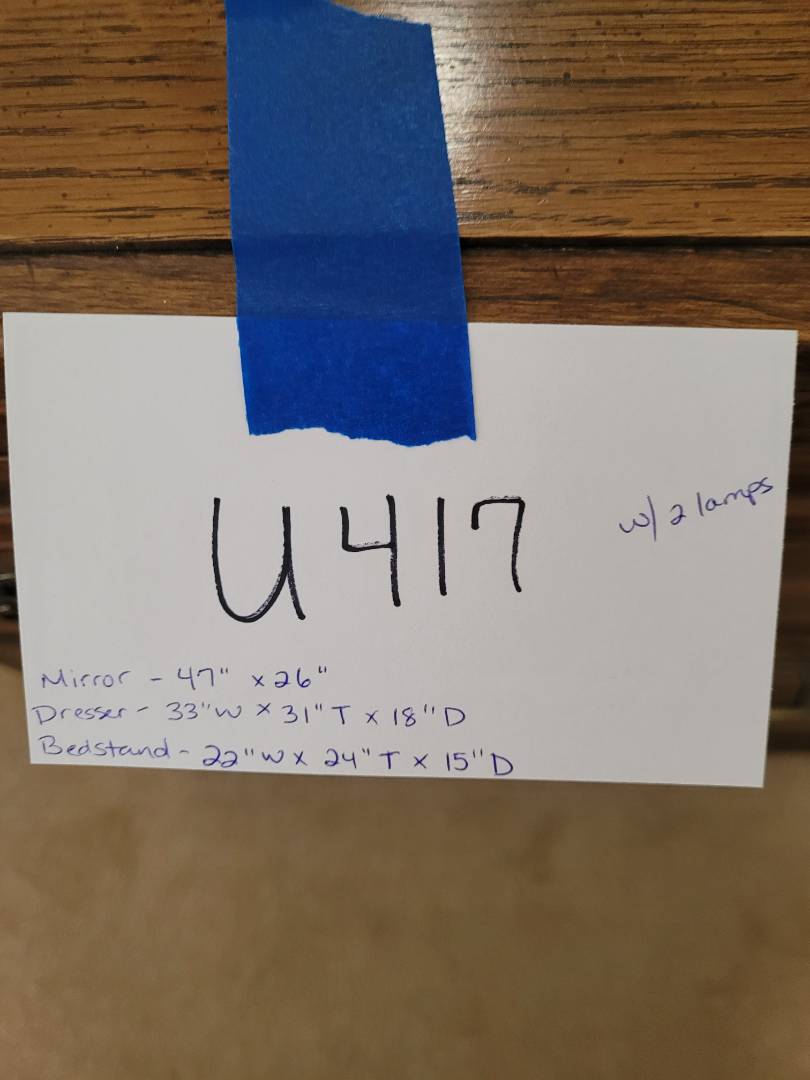 U417
w/ 2 lamps
Mirror - 47" x 26"
Dresser - 33"W x 31"T x 18"D
Bedstand - 22"W x 24"T x 15"D